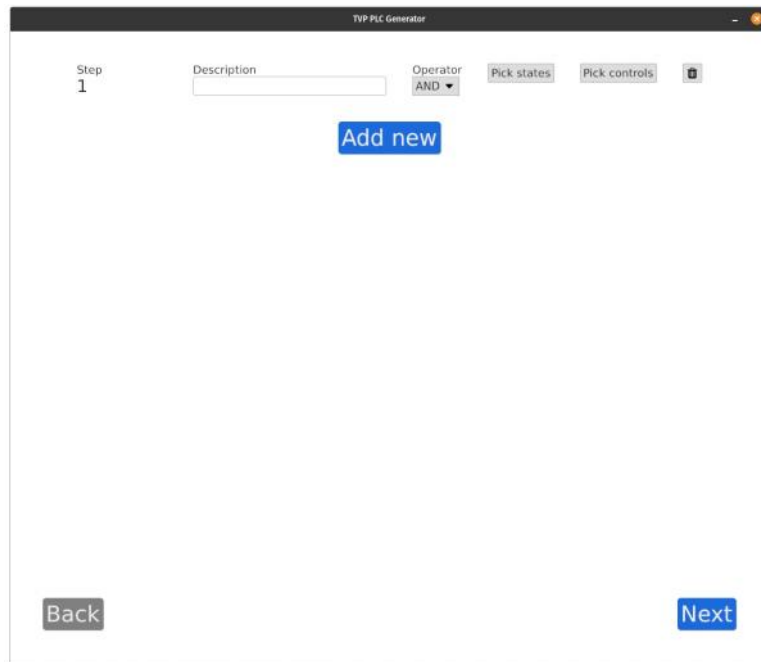 TVP PLC Generator
Step Description Operator Pick states Pick controls
1 AND
Add new
Back Next